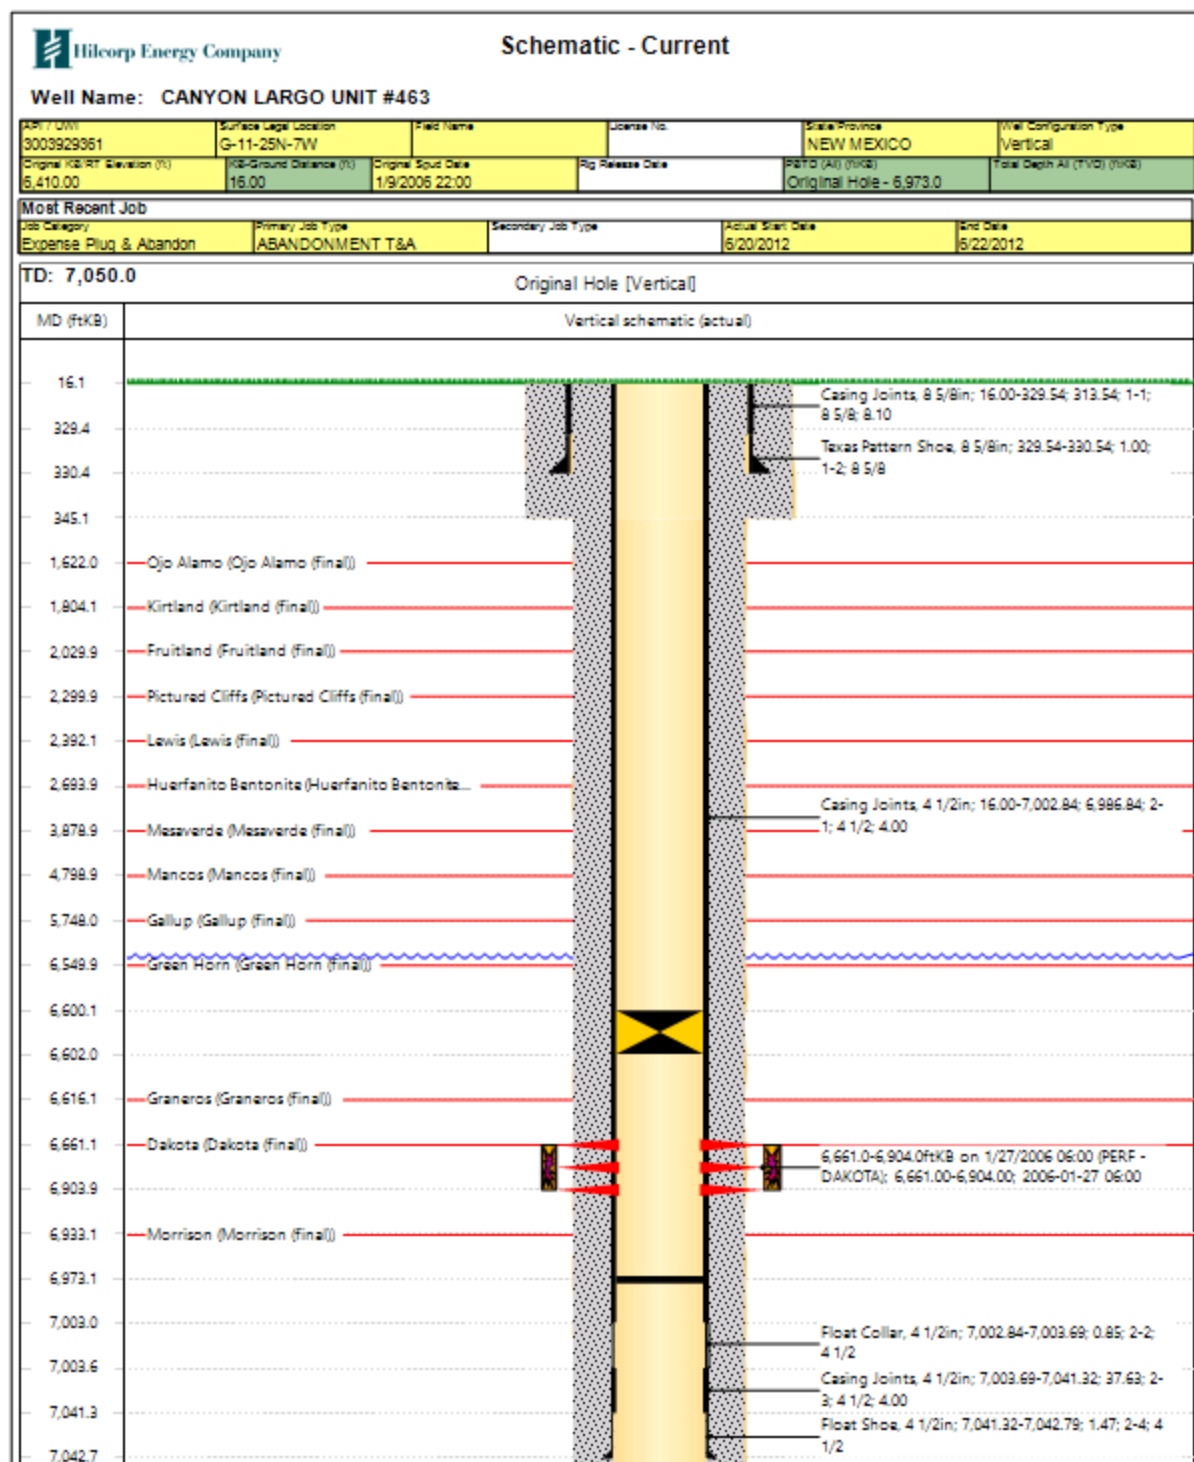 Hilcorp Energy Company
Schematic - Current
Well Name: CANYON LARGO UNIT #463
API / UWI
Surface Legal Location
Field Name
License No.
State/Province
Well Configuration Type
3003929361
G-11-25N-7W
NEW MEXICO
Vertical
Original KB/RT Elevation (ft)
KB-Ground Distance (ft)
Original Spud Date
Rig Release Date
PBTD (All) (ftKB)
Total Depth All (TVD) (ftKB)
6,410.00
16.00
1/9/2006 22:00
Original Hole - 6,973.0
Most Recent Job
Job Category
Primary Job Type
Secondary Job Type
Actual Start Date
End Date
Expense Plug & Abandon
ABANDONMENT T&A
6/20/2012
6/22/2012
TD: 7,050.0
Original Hole [Vertical]
MD (ftKB)
Vertical schematic (actual)
16.1
Casing Joints, 8 5/8in; 16.00-329.54; 313.54; 1-1;
8 5/8; 8.10
329.4
Texas Pattern Shoe, 8 5/8in; 329.54-330.54; 1.00;
1-2; 8 5/8
330.4
345.1
1,622.0
Ojo Alamo (Ojo Alamo (final))
1,804.1
Kirtland (Kirtland (final))
2,029.9
Fruitland (Fruitland (final))
2,299.9
Pictured Cliffs (Pictured Cliffs (final))
2,392.1
Lewis (Lewis (final))
2,693.9
Huerfanito Bentonite (Huerfanito Bentonite...
Casing Joints, 4 1/2in; 16.00-7,002.84; 6,986.84; 2-
1; 4 1/2; 4.00
3,878.9
Mesaverde (Mesaverde (final))
4,798.9
Mancos (Mancos (final))
5,748.0
Gallup (Gallup (final))
6,549.9
Green Horn (Green Horn (final))
6,600.1
6,602.0
6,616.1
Graneros (Graneros (final))
6,661.1
Dakota (Dakota (final))
6,661.0-6,904.0ftKB on 1/27/2006 06:00 (PERF -
DAKOTA); 6,661.00-6,904.00; 2006-01-27 06:00
6,903.9
6,933.1
Morrison (Morrison (final))
6,973.1
7,003.0
Float Collar, 4 1/2in; 7,002.84-7,003.69; 0.85; 2-2;
4 1/2
7,003.6
Casing Joints, 4 1/2in; 7,003.69-7,041.32; 37.63; 2-
3; 4 1/2; 4.00
7,041.3
Float Shoe, 4 1/2in; 7,041.32-7,042.79; 1.47; 2-4; 4
1/2
7,042.7